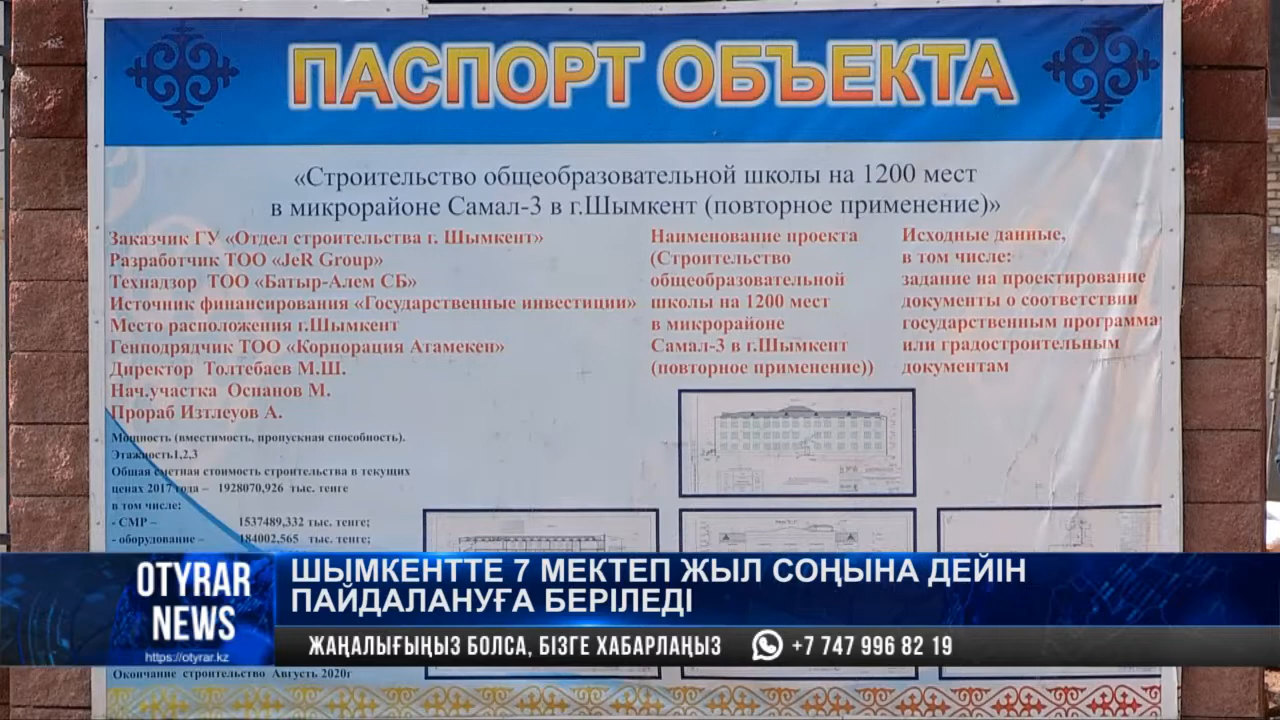 ПАСПОРТ ОБЪЕКТА
«Строительство общеобразовательной школы на 1200 мест
в микрорайоне Самал-3 в г.Шымкент (повторное применение)»
Заказчик ГУ «Отдел строительства г. Шымкент»
Разработчик ТОО «JeR Group»
Технадзор ТОО «Батыр-Алем СБ»
Источник финансирования «Государственные инвестиции»
Место расположения г.Шымкент
Генподрядчик ТОО «Корпорация Атамекен»
Директор Толтебаев М.Ш.
Нач.участка Оспанов М.
Прораб Изтлеуов А.
Наименование проекта
(Строительство
общеобразовательной
школы на 1200 мест
в микрорайоне
Самал-3 в г.Шымкент
(повторное применение))
Исходные данные,
в том числе:
задание на проектирование
документы о соответствии
государственным программа
или градостроительным
документам
Мощность (вместимость, пропускная способность).
Этажность1,2,3
Общая сметная стоимость строительства в текущих
ценах 2017 года – 1928070,926 тыс. тенге
в том числе:
- СМР – 1537489,332 тыс. тенге;
- оборудование – 184002,565 тыс. тенге;
OTYRAR
NEWS
https://otyrar.kz
ШЫМКЕНТТЕ 7 МЕКТЕП ЖЫЛ СОҢЫНА ДЕЙІН
ПАЙДАЛАНУҒА БЕРІЛЕДІ
ЖАҢАЛЫҒЫҢЫЗ БОЛСА, БІЗГЕ ХАБАРЛАҢЫЗ +7 747 996 82 19
Окончание строительство Августь 2020г